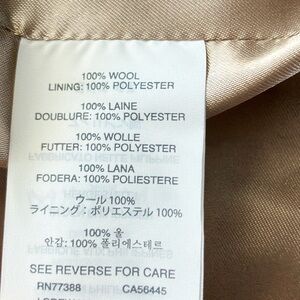 100% WOOL
LINING: 100% POLYESTER
100% LAINE
DOUBLURE: 100% POLYESTER
100% WOLLE
FUTTER: 100% POLYESTER
100% LANA
FODERA: 100% POLIESTERE
ウール 100%
ライニング：ポリエステル 100%
100% 울
안감: 100% 폴리에스테르
SEE REVERSE FOR CARE
RN77388 CA56445